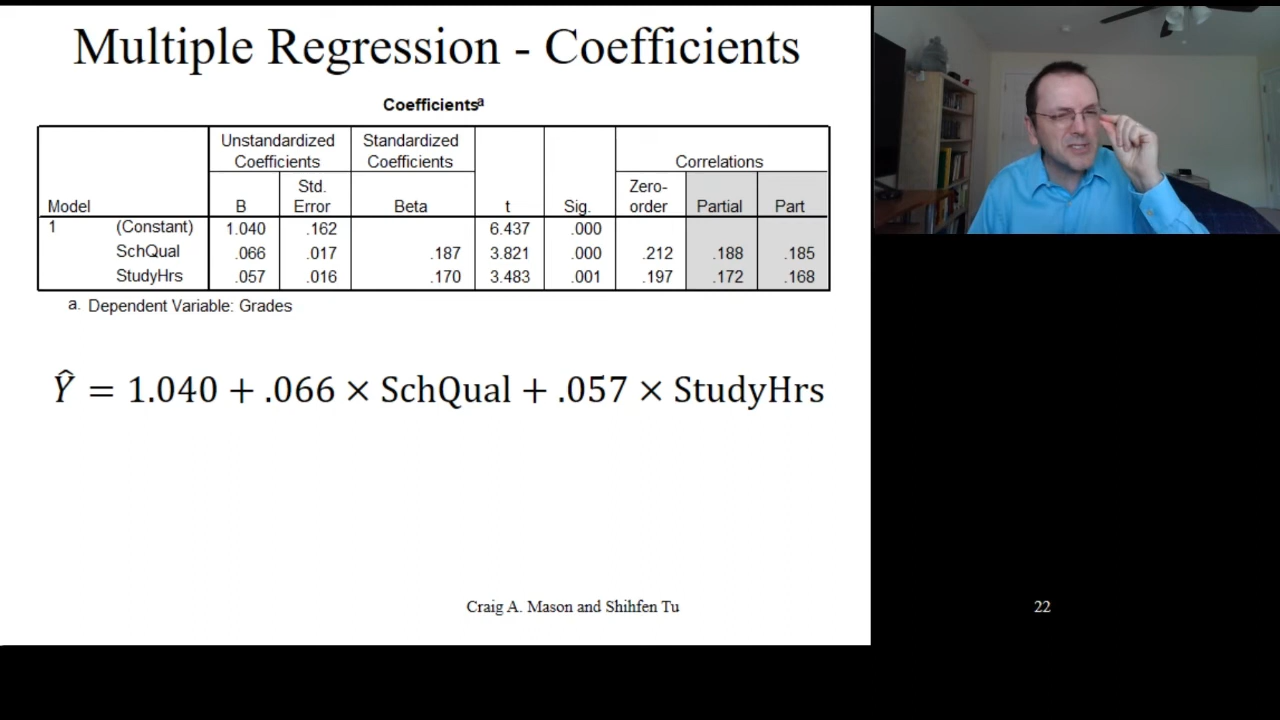 Multiple Regression - Coefficients
Coefficientsᵃ
Unstandardized Coefficients Standardized Coefficients Correlations
Model B Std. Error Beta t Sig. Zero-order Partial Part
1 (Constant) 1.040 .162 6.437 .000
SchQual .066 .017 .187 3.821 .000 .212 .188 .185
StudyHrs .057 .016 .170 3.483 .001 .197 .172 .168
a. Dependent Variable: Grades
Ŷ = 1.040 + .066 × SchQual + .057 × StudyHrs
Craig A. Mason and Shihfen Tu 22